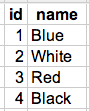 id name
1 Blue
2 White
3 Red
4 Black